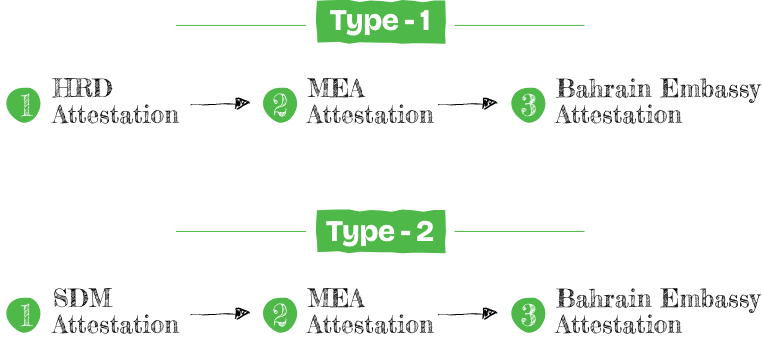 Type - 1
1 HRD Attestation
2 MEA Attestation
3 Bahrain Embassy Attestation
Type - 2
1 SDM Attestation
2 MEA Attestation
3 Bahrain Embassy Attestation